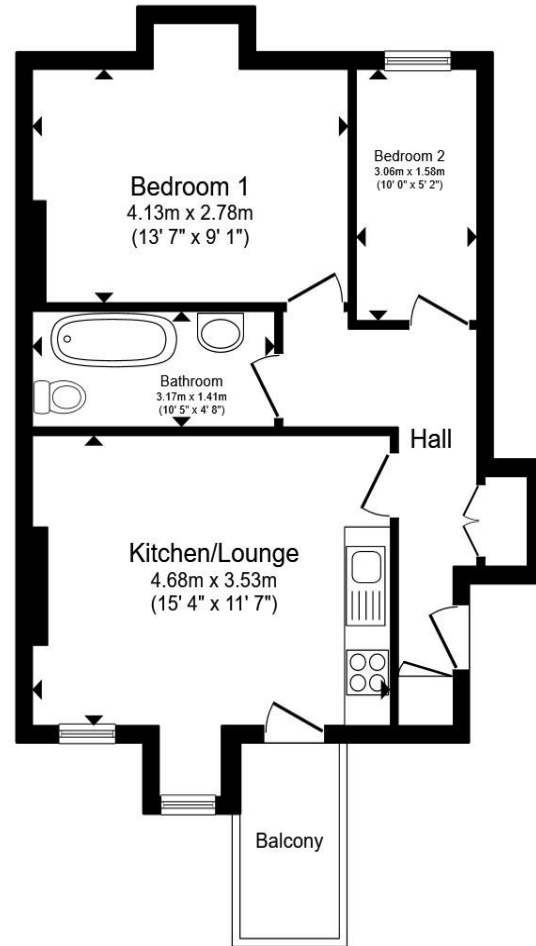 Bedroom 1
4.13m x 2.78m
(13' 7" x 9' 1")
Bedroom 2
3.06m x 1.58m
(10' 0" x 5' 2")
Bathroom
3.17m x 1.41m
(10' 5" x 4' 8")
Hall
Kitchen/Lounge
4.68m x 3.53m
(15' 4" x 11' 7")
Balcony